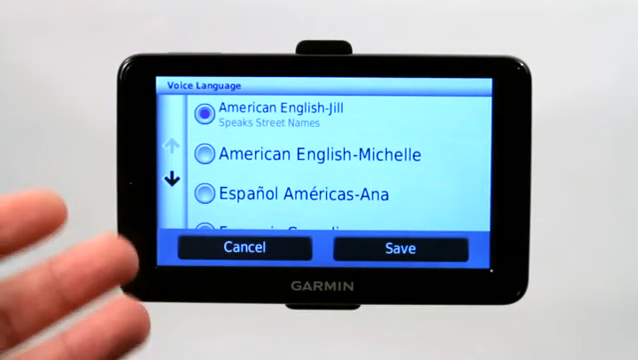 Voice Language
American English-Jill
Speaks Street Names
American English-Michelle
Español Américas-Ana
Cancel
Save
GARMIN